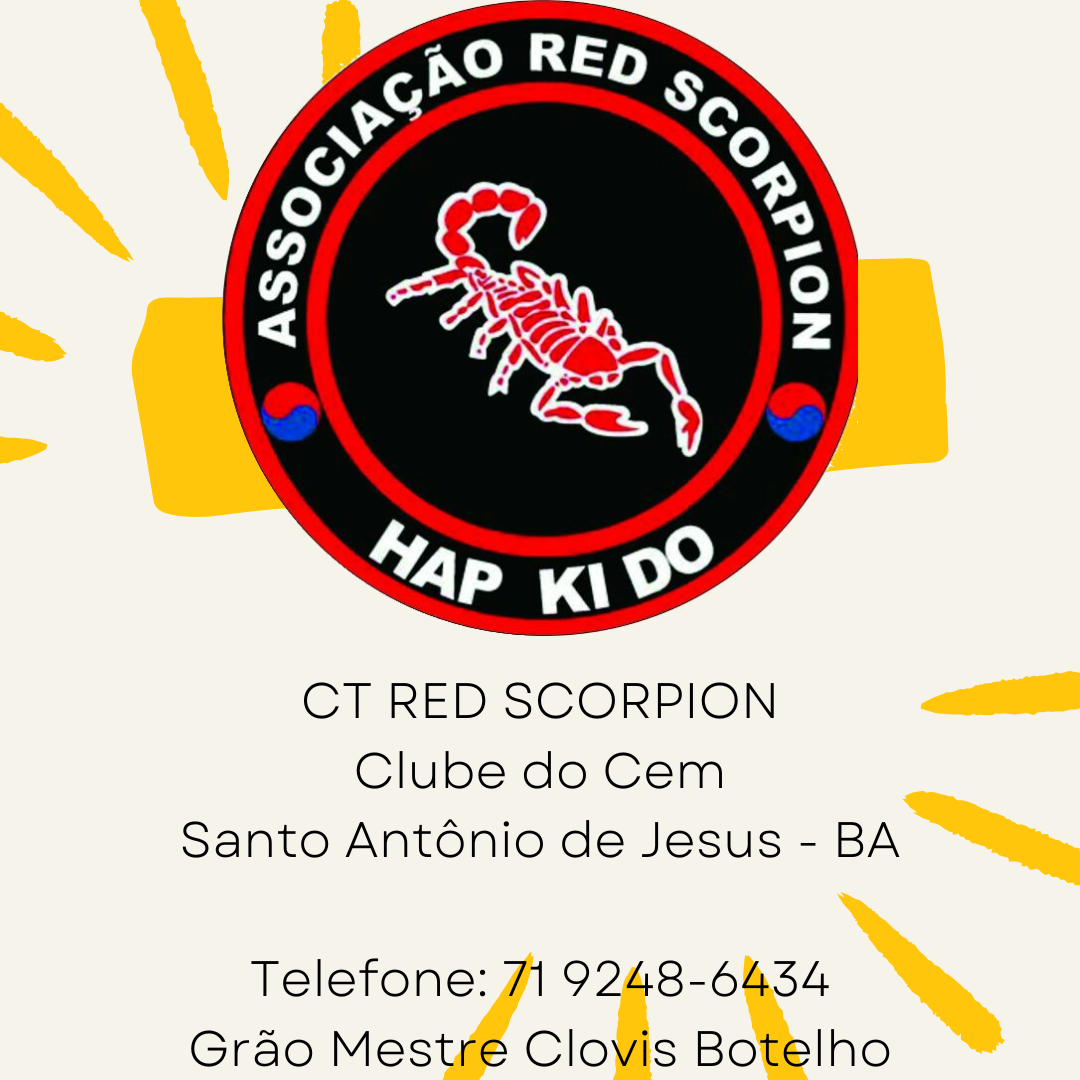 ASSOCIAÇÃO RED SCORPION
HAP KI DO
CT RED SCORPION
Clube do Cem
Santo Antônio de Jesus - BA
Telefone: 71 9248-6434
Grão Mestre Clovis Botelho